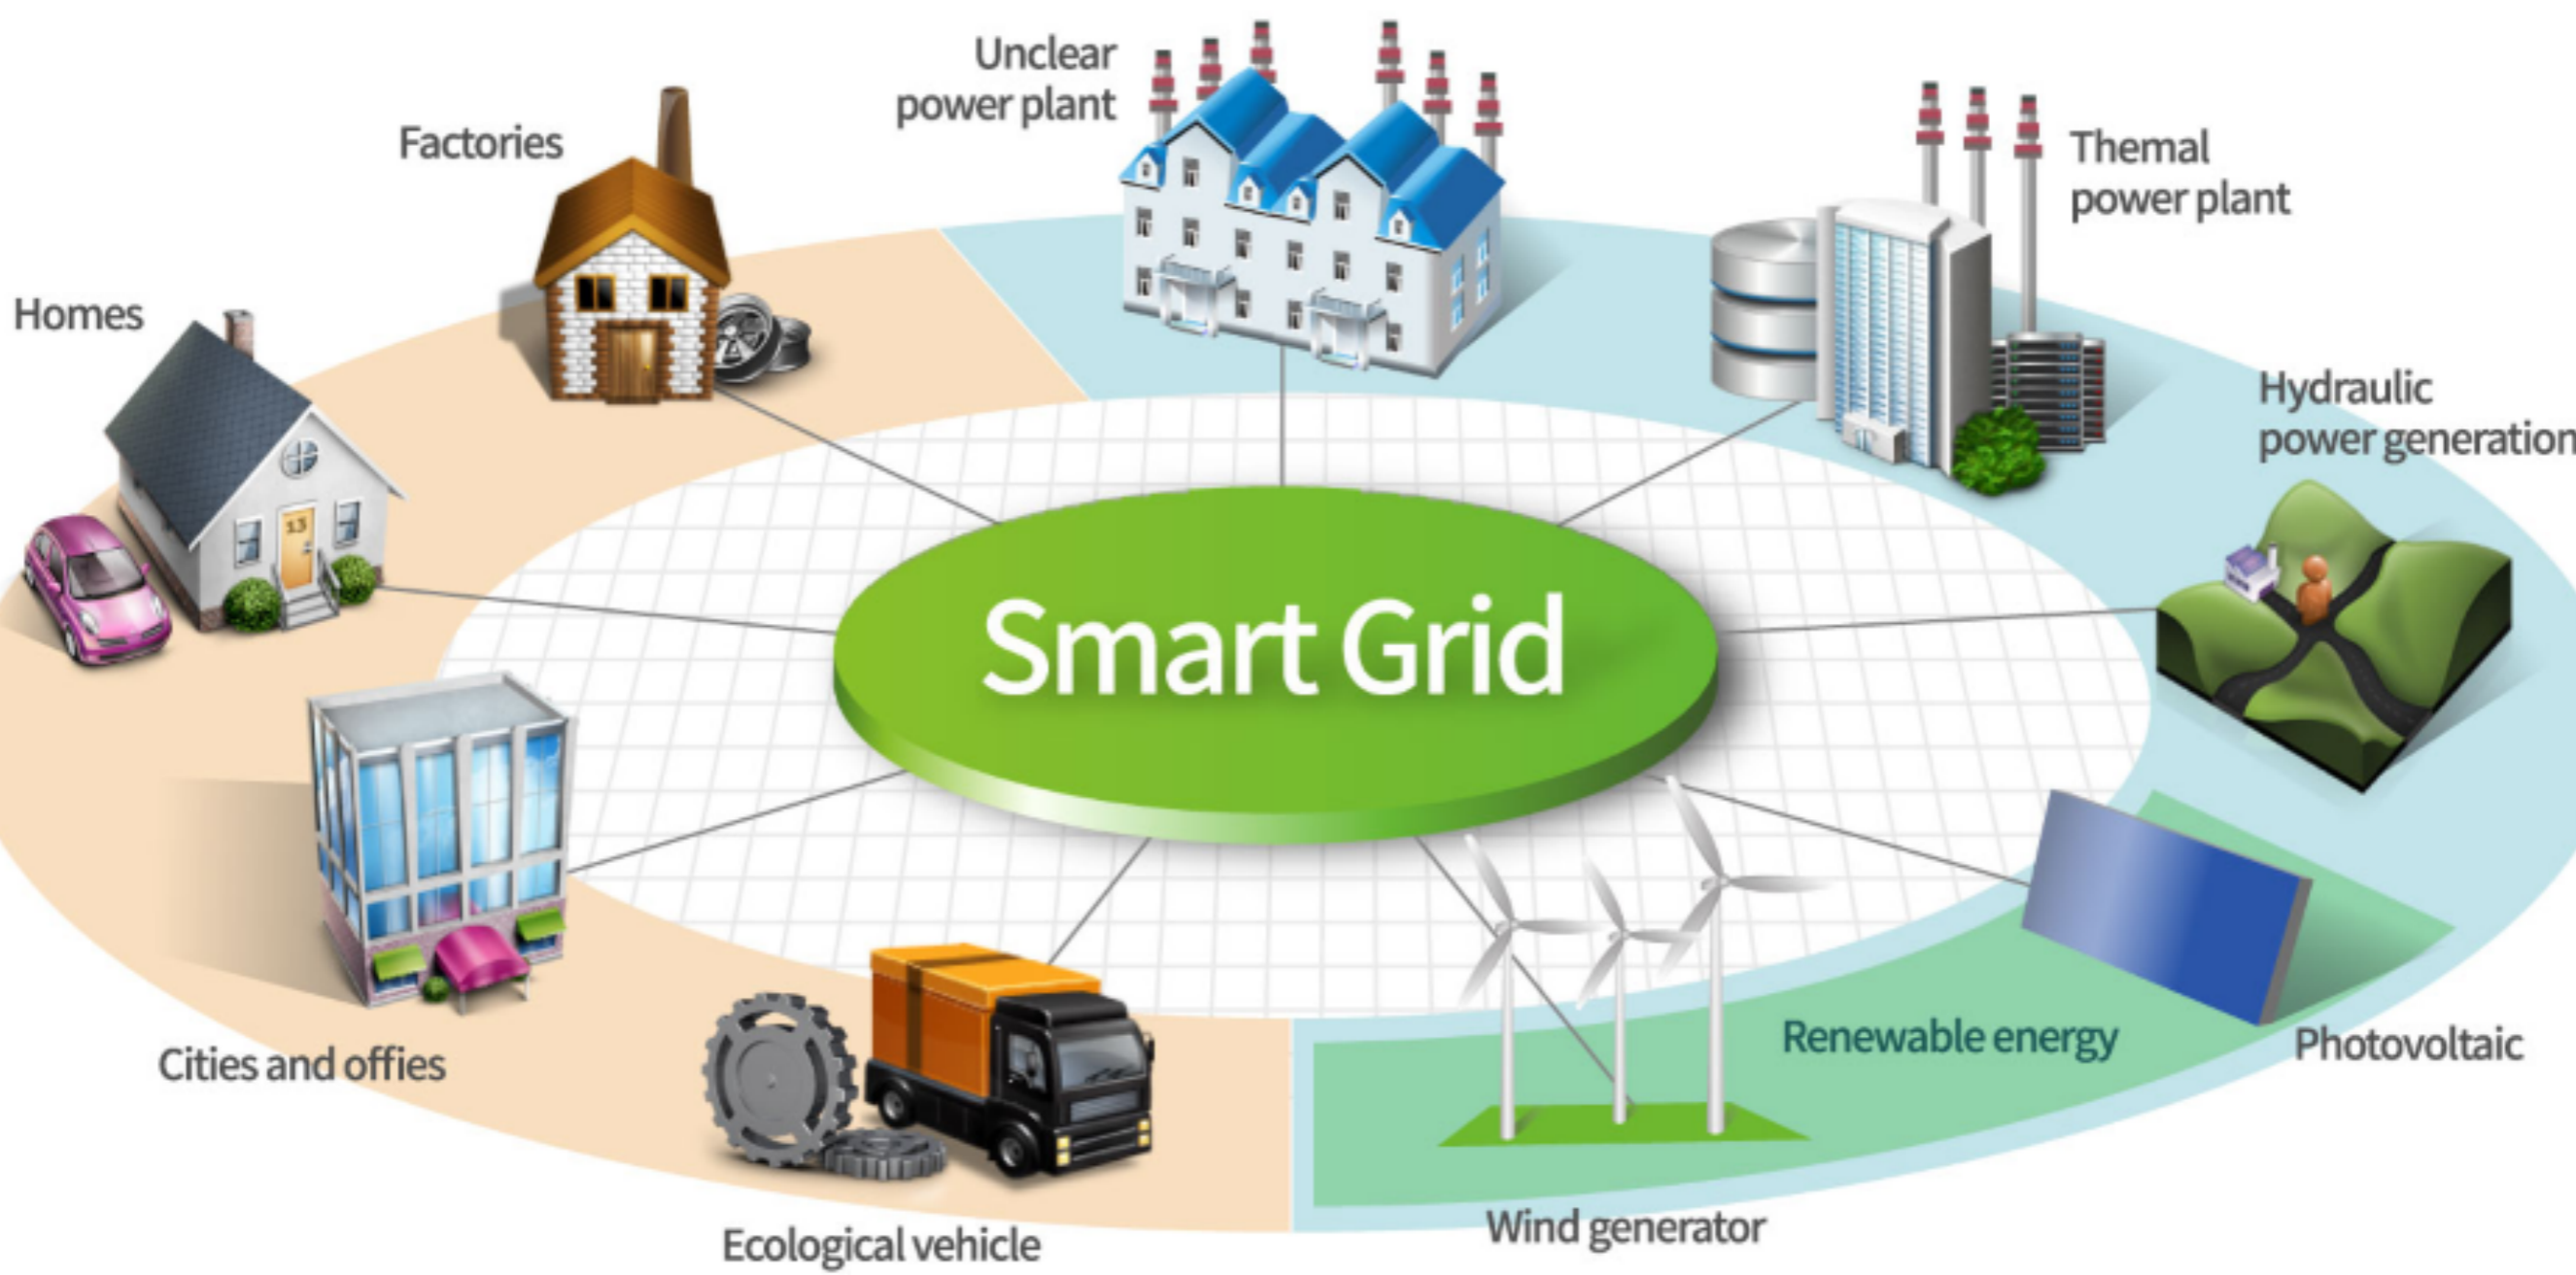 Unclear
power plant
Factories
Themal
power plant
Homes
Hydraulic
power generation
13
Smart Grid
Renewable energy
Photovoltaic
Cities and offies
Wind generator
Ecological vehicle